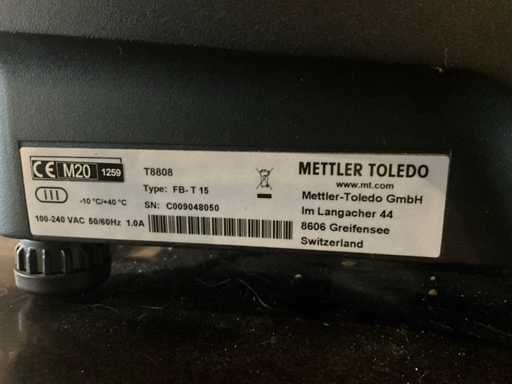 CE M20 1259
III
-10 °C/+40 °C
100-240 VAC 50/60Hz 1.0A
T8808
Type: FB- T 15
SN: C009048050
METTLER TOLEDO
www.mt.com
Mettler-Toledo GmbH
Im Langacher 44
8606 Greifensee
Switzerland